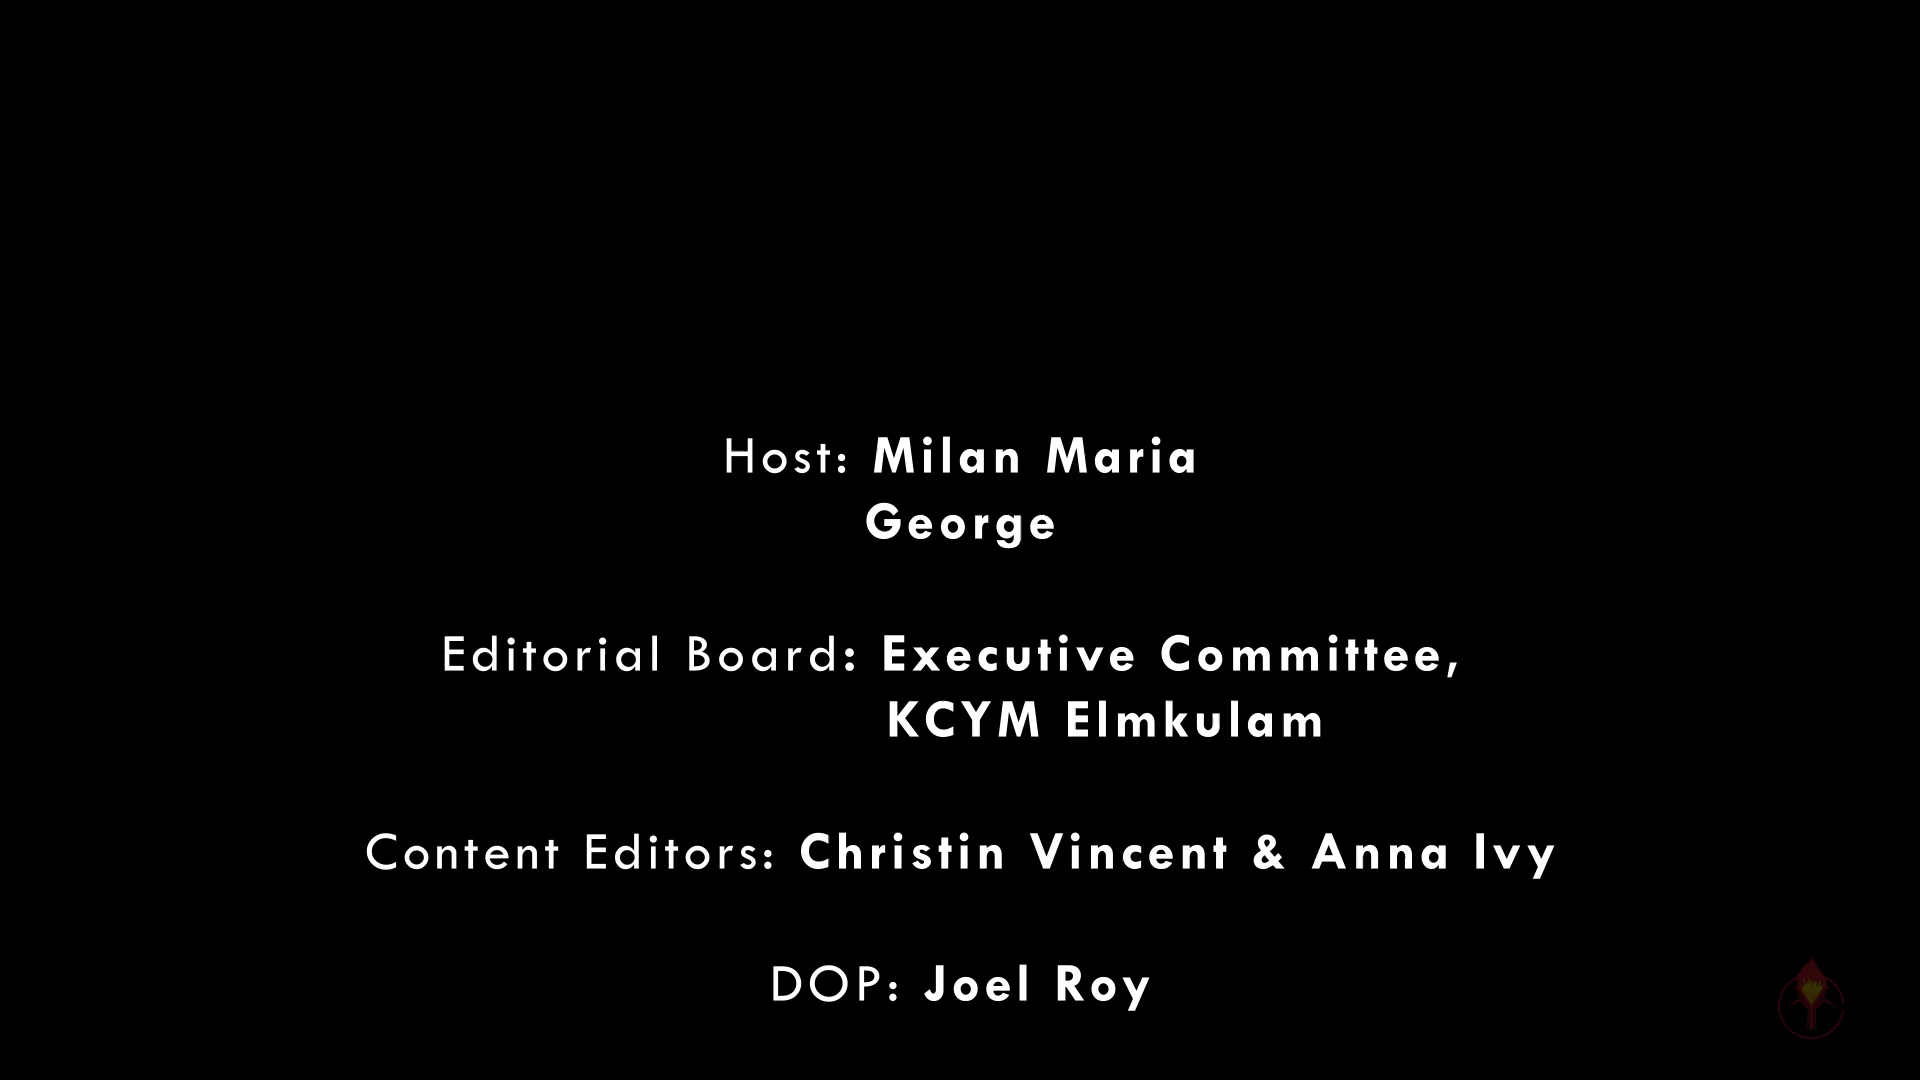 Host: Milan Maria
George
Editorial Board: Executive Committee,
KCYM Elmkulam
Content Editors: Christin Vincent & Anna Ivy
DOP: Joel Roy